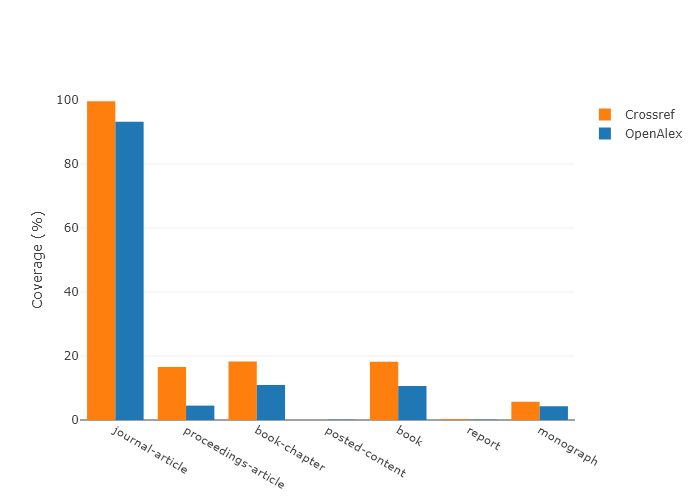 Coverage (%)
100
80
60
40
20
0
journal-article
proceedings-article
book-chapter
posted-content
book
report
monograph
Crossref
OpenAlex